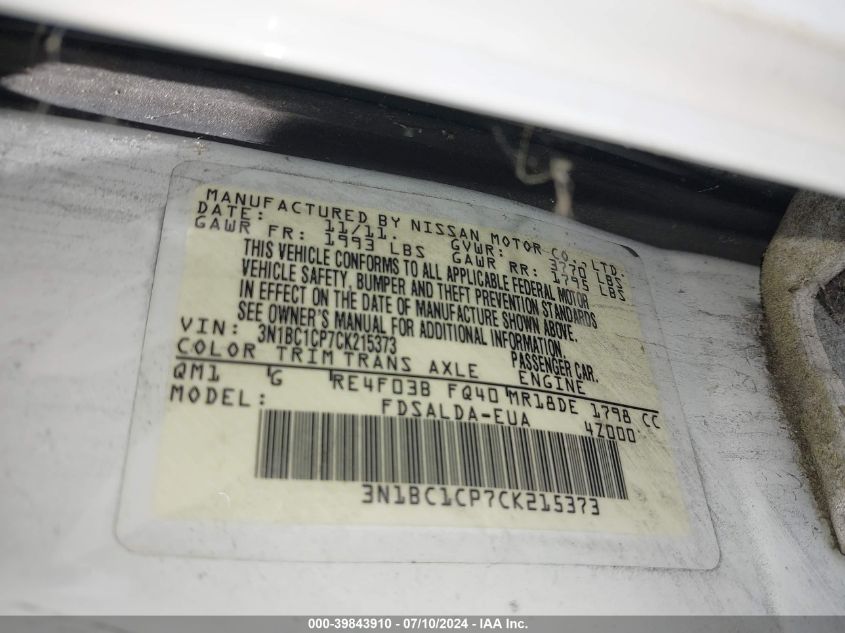 MANUFACTURED BY NISSAN MOTOR CO., LTD.
DATE: 11/11. GVWR: 3770 LBS
GAWR FR: 1993 LBS GAWR RR: 1795 LBS
THIS VEHICLE CONFORMS TO ALL APPLICABLE FEDERAL MOTOR
VEHICLE SAFETY, BUMPER AND THEFT PREVENTION STANDARDS
IN EFFECT ON THE DATE OF MANUFACTURE SHOWN ABOVE.
SEE OWNER'S MANUAL FOR ADDITIONAL INFORMATION.
VIN: 3N1BC1CP7CK215373 PASSENGER CAR.
COLOR TRIM TRANS AXLE ENGINE
QM1 G RE4F03B FQ40 MR18DE 1798 CC
MODEL: FDSALDA-EUA 4Z000
3N1BC1CP7CK215373
000-39843910 - 07/10/2024 - IAA Inc.